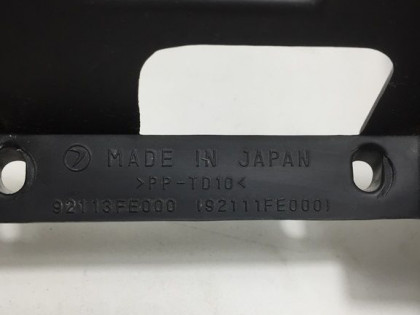 MADE IN JAPAN
>PP-TD10<
92113FE000 (92111FE000)